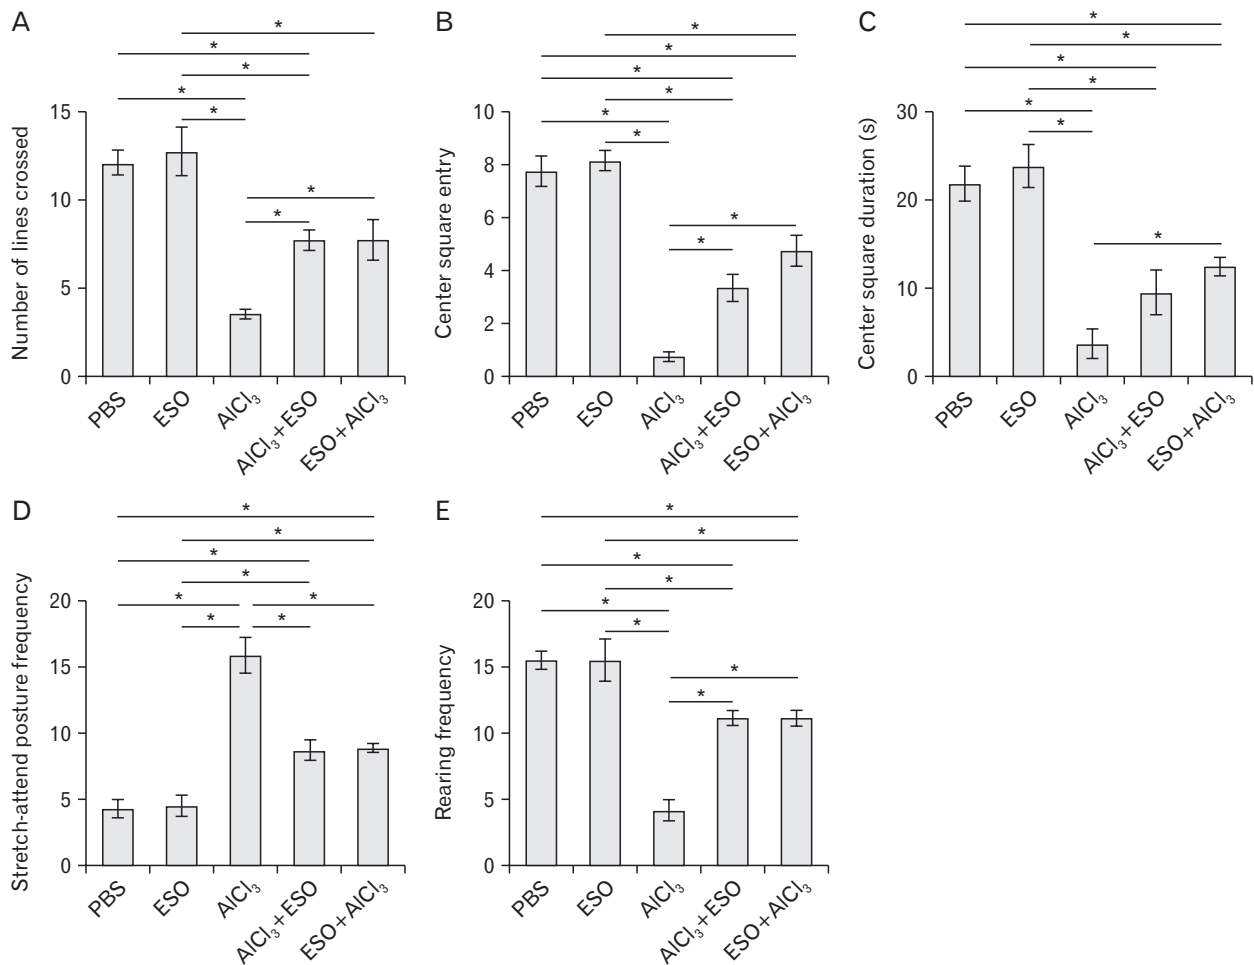 A
*
*
*
*
*
*
*
Number of lines crossed
15
10
5
0
PBS
ESO
AlCl₃
AlCl₃+ESO
ESO+AlCl₃
B
*
*
*
*
*
*
*
*
Center square entry
10
8
6
4
2
0
PBS
ESO
AlCl₃
AlCl₃+ESO
ESO+AlCl₃
C
*
*
*
*
*
*
*
Center square duration (s)
30
20
10
0
PBS
ESO
AlCl₃
AlCl₃+ESO
ESO+AlCl₃
D
*
*
*
*
*
*
*
*
Stretch-attend posture frequency
20
15
10
5
0
PBS
ESO
AlCl₃
AlCl₃+ESO
ESO+AlCl₃
E
*
*
*
*
*
*
*
*
Rearing frequency
20
15
10
5
0
PBS
ESO
AlCl₃
AlCl₃+ESO
ESO+AlCl₃